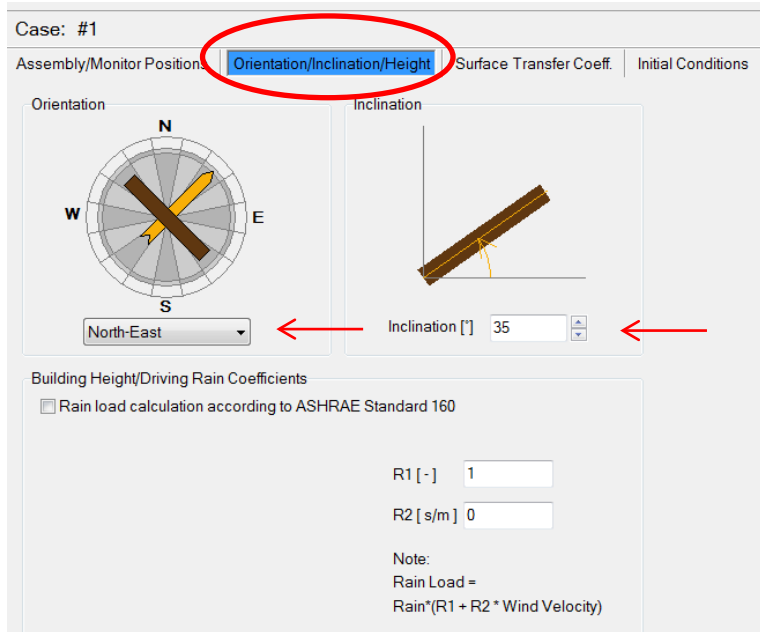 Case: #1
Assembly/Monitor Positions Orientation/Inclination/Height Surface Transfer Coeff. Initial Conditions
Orientation Inclination
N
W E
S
North-East Inclination [°] 35
Building Height/Driving Rain Coefficients
Rain load calculation according to ASHRAE Standard 160
R1 [ - ] 1
R2 [ s/m ] 0
Note:
Rain Load =
Rain*(R1 + R2 * Wind Velocity)